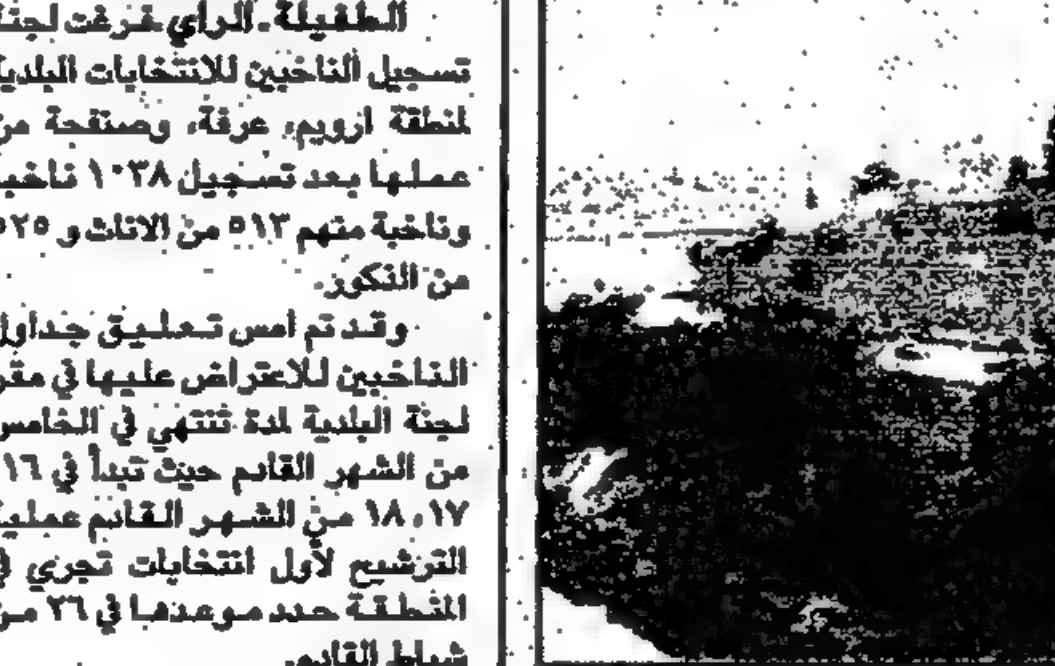 الطفيلة ـ الراي ـ فرغت لجنة
تسجيل الناخبين للانتخابات البلدية
لمنطقة ارويم، عرفة، وصنفحة من
عملها بعد تسجيل ١٠٣٨ ناخبا
وناخبة منهم ٥١٣ من الاناث و ٥٢٥
من الذكور.
وقد تم امس تعليق جداول
الناخبين للاعتراض عليها في مقر
لجنة البلدية لمدة تنتهي في الخامس
من الشهر القادم حيث تبدأ في ١٦
١٧، ١٨ من الشهر القادم عملية
الترشيح لأول انتخابات تجري في
المنطقة حدد موعدها في ٢٦ من
شباط القادم.